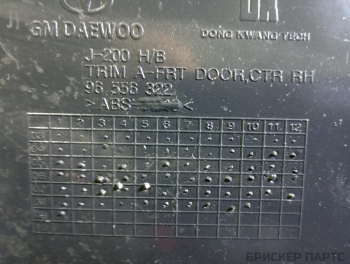 GM DAEWOO
DONG KWANG TECH
J-200 H/B
TRIM A-FRT DOOR,CTR RH
96 558 322
>ABS <
1 2 3 4 5 6 7 8 9 10 11 12
БРИСКЕР ПАРТС